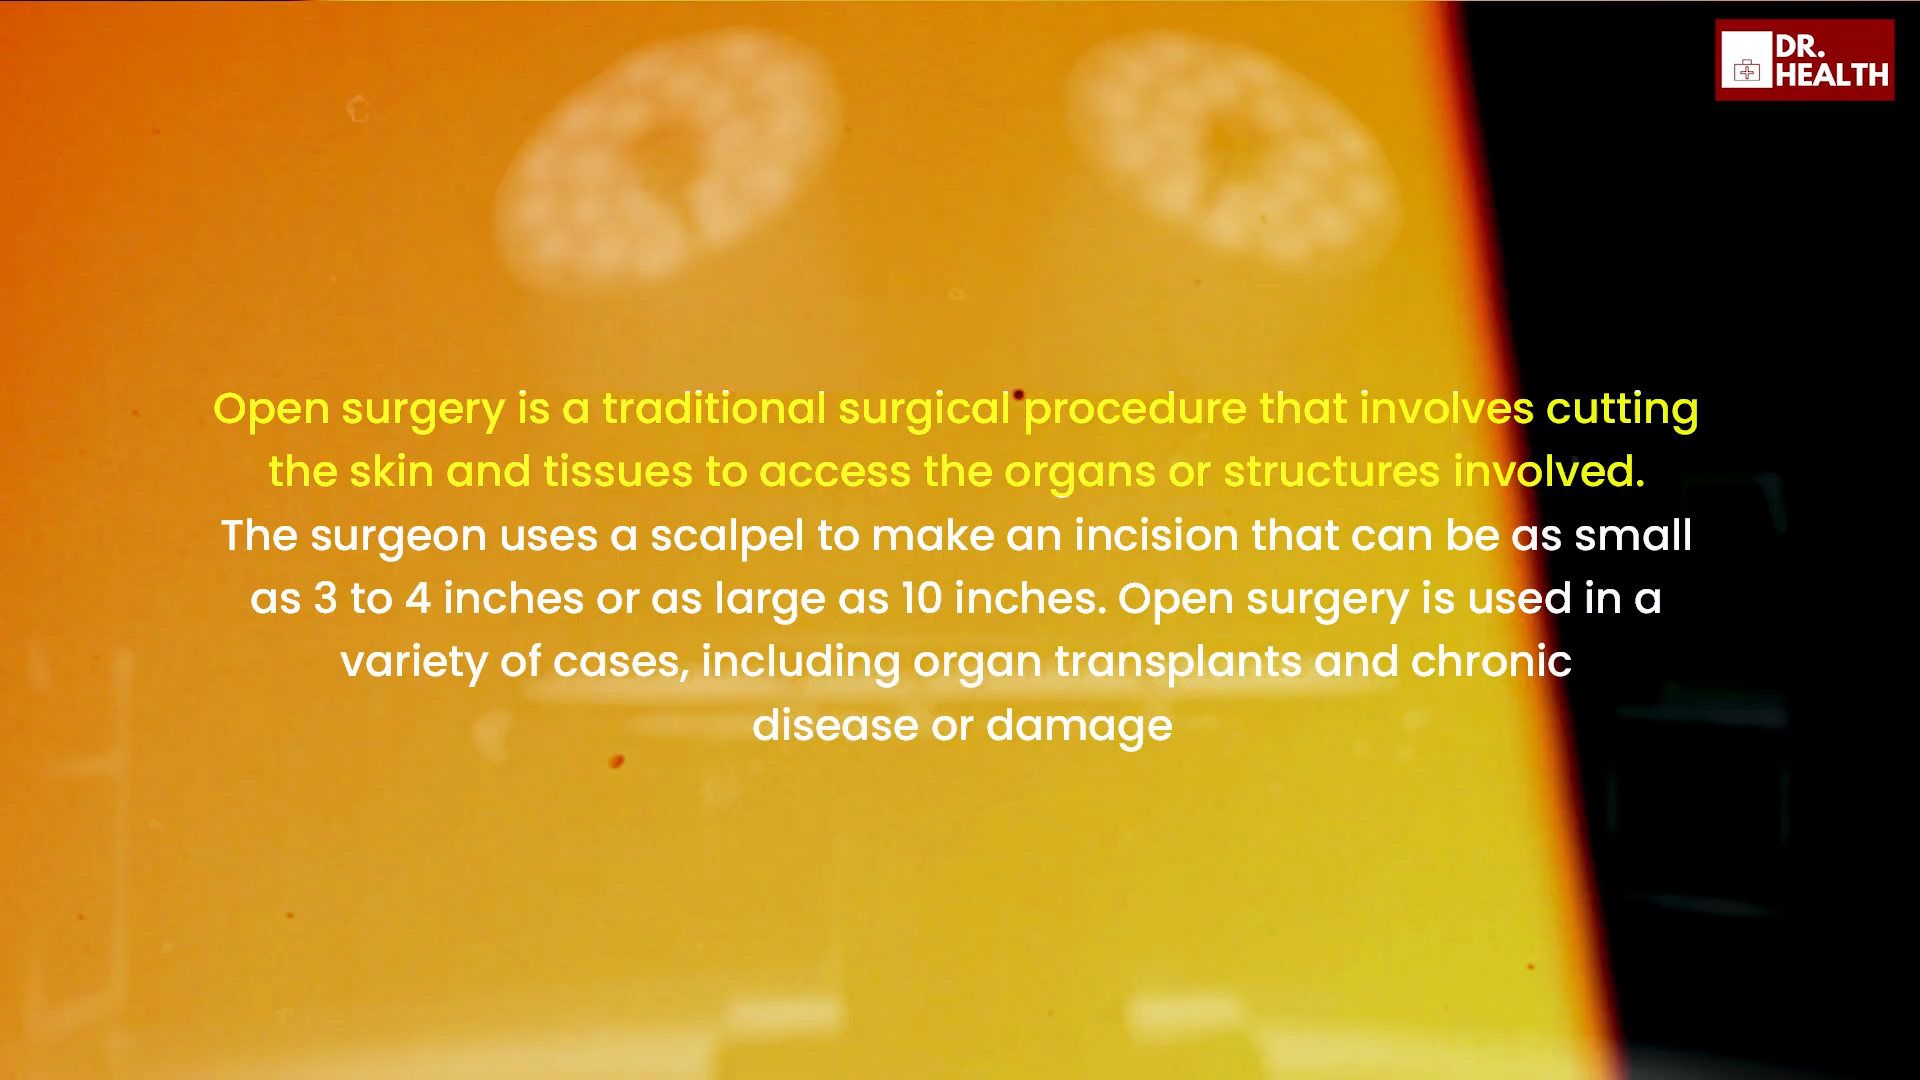 DR.
HEALTH
Open surgery is a traditional surgical procedure that involves cutting
the skin and tissues to access the organs or structures involved.
The surgeon uses a scalpel to make an incision that can be as small
as 3 to 4 inches or as large as 10 inches. Open surgery is used in a
variety of cases, including organ transplants and chronic
disease or damage